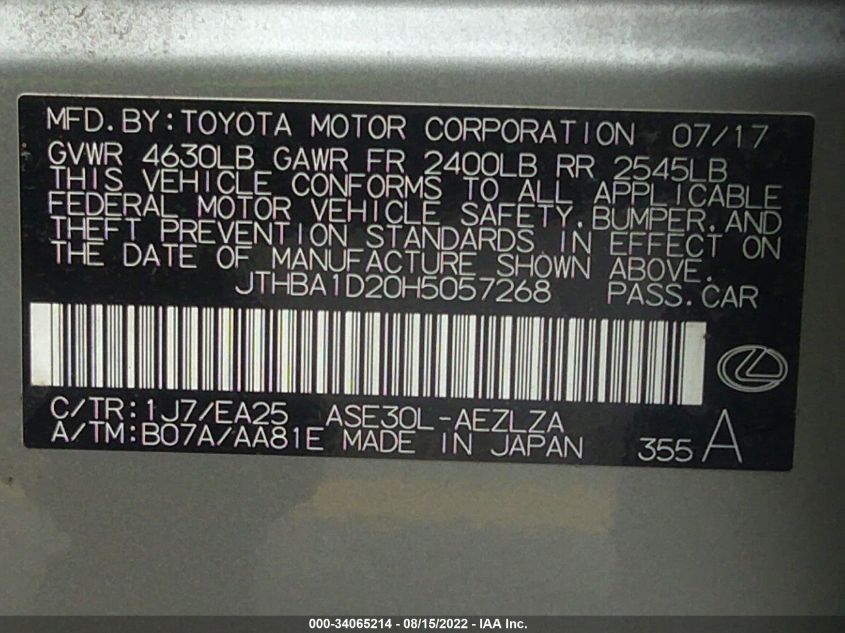 MFD.BY:TOYOTA MOTOR CORPORATION 07/17
GVWR 4630LB GAWR FR 2400LB RR 2545LB
THIS VEHICLE CONFORMS TO ALL APPLICABLE
FEDERAL MOTOR VEHICLE SAFETY,BUMPER,AND
THEFT PREVENTION STANDARDS IN EFFECT ON
THE DATE OF MANUFACTURE SHOWN ABOVE.
JTHBA1D20H5057268 PASS.CAR
C/TR:1J7/EA25 ASE30L-AEZLZA
A/TM:B07A/AA81E MADE IN JAPAN 355 A
000-34065214 - 08/15/2022 - IAA Inc.